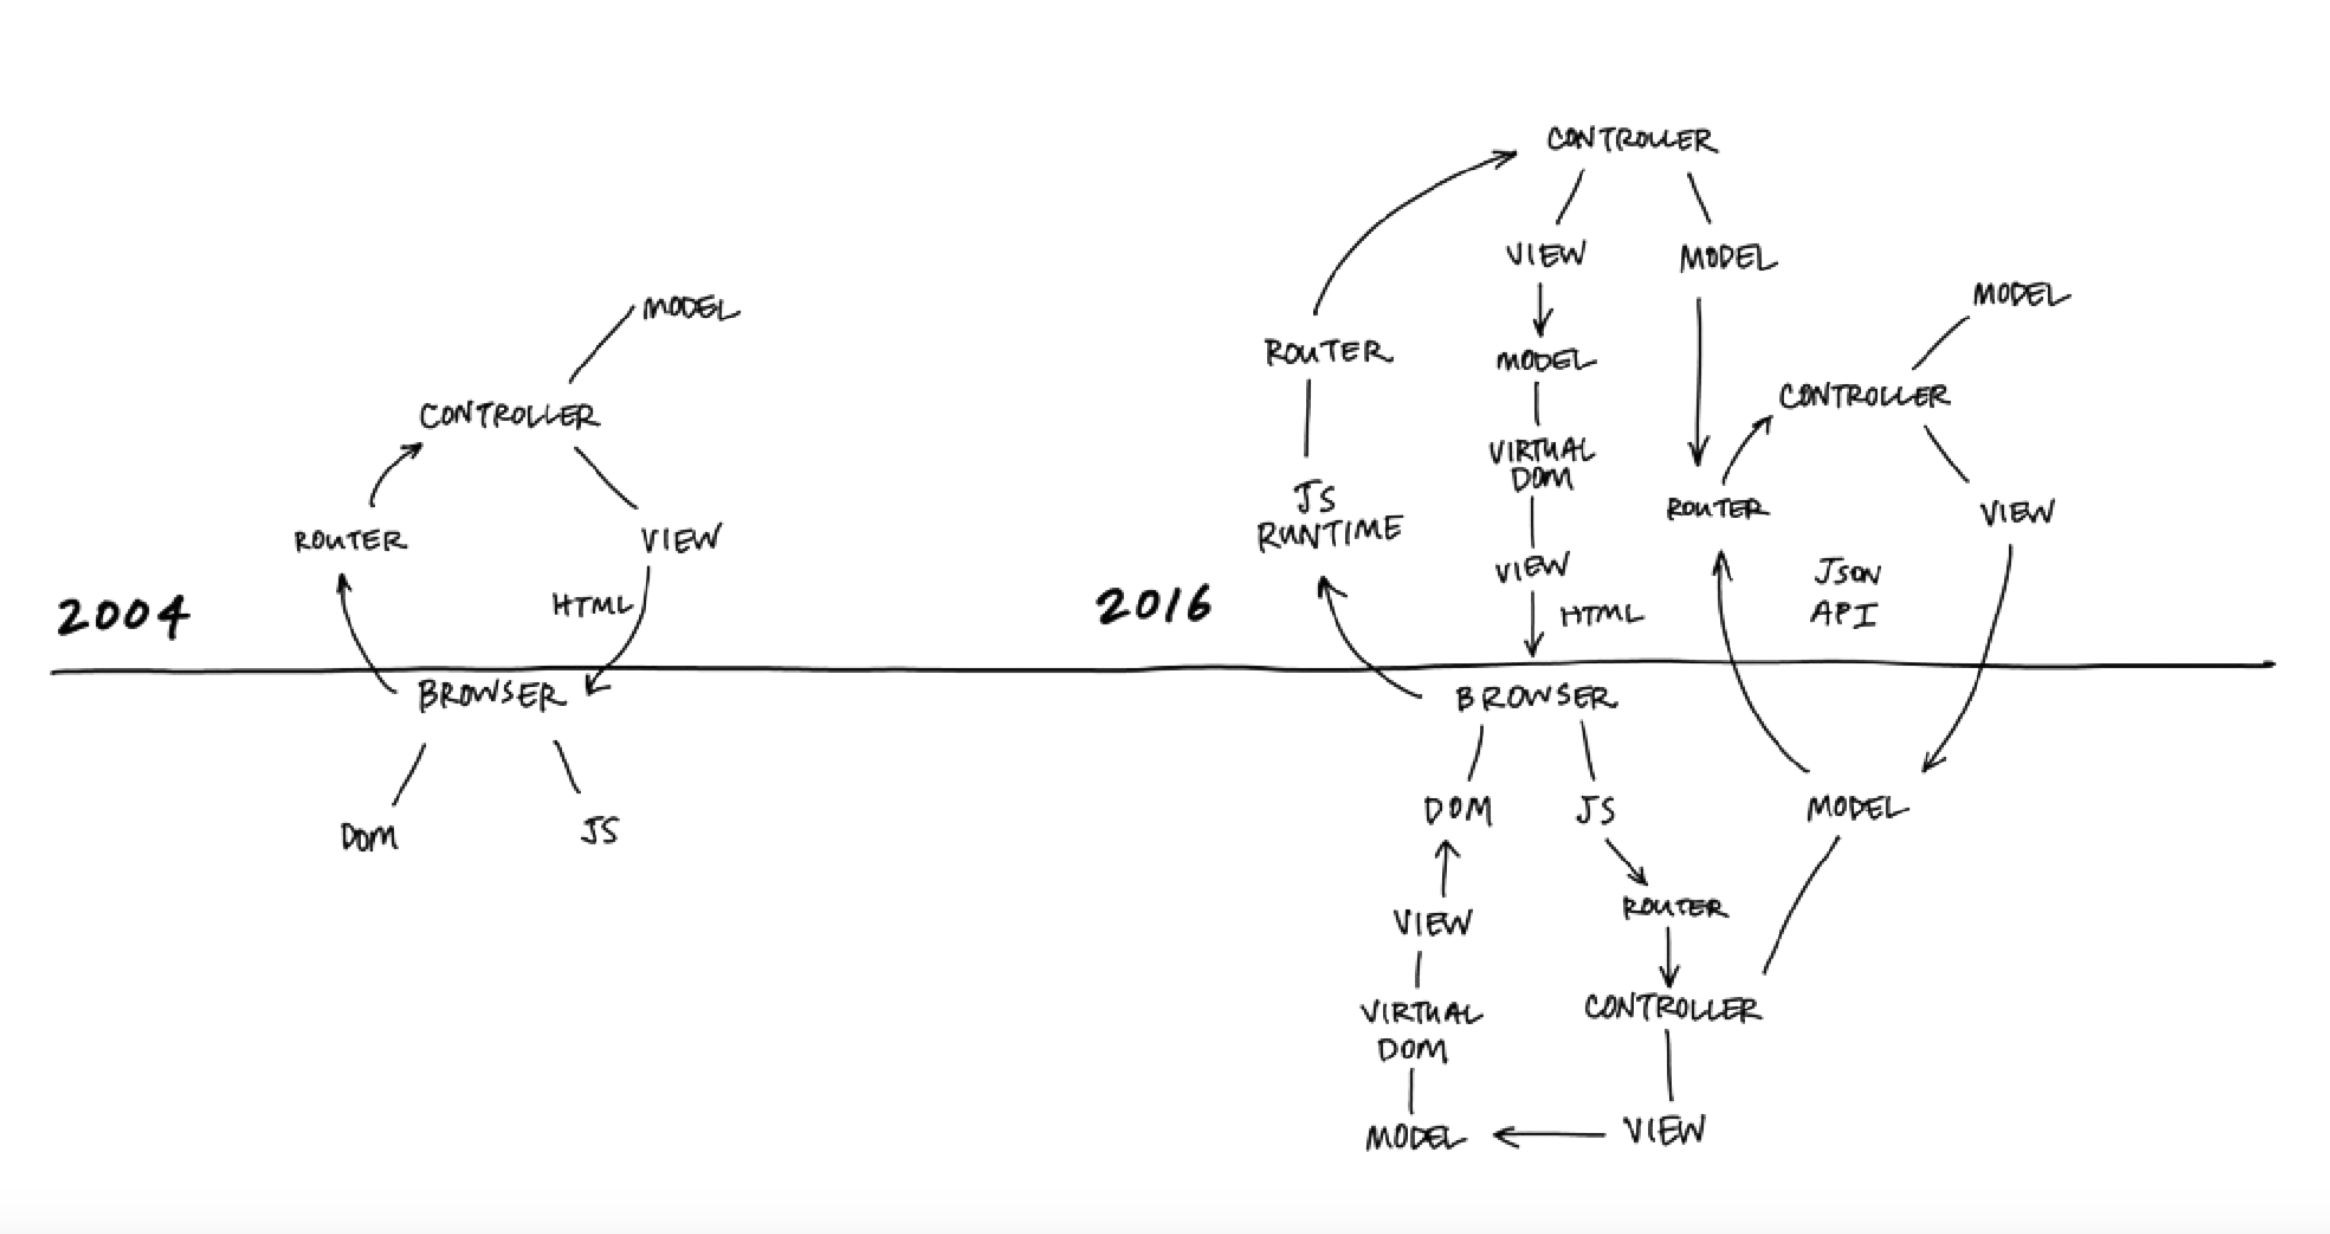 MODEL
CONTROLLER
ROUTER
VIEW
HTML
2004
BROWSER
DOM
JS
CONTROLLER
VIEW
MODEL
MODEL
ROUTER
MODEL
CONTROLLER
VIRTUAL
DOM
JS
RUNTIME
ROUTER
VIEW
VIEW
JSON
API
2016
HTML
BROWSER
DOM
JS
MODEL
VIEW
ROUTER
VIRTUAL
DOM
CONTROLLER
MODEL
VIEW